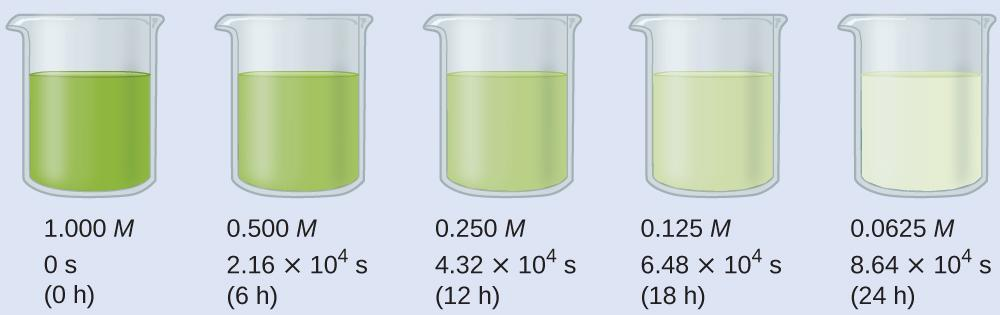 1.000 M
0 s
(0 h)
0.500 M
2.16 × 10⁴ s
(6 h)
0.250 M
4.32 × 10⁴ s
(12 h)
0.125 M
6.48 × 10⁴ s
(18 h)
0.0625 M
8.64 × 10⁴ s
(24 h)